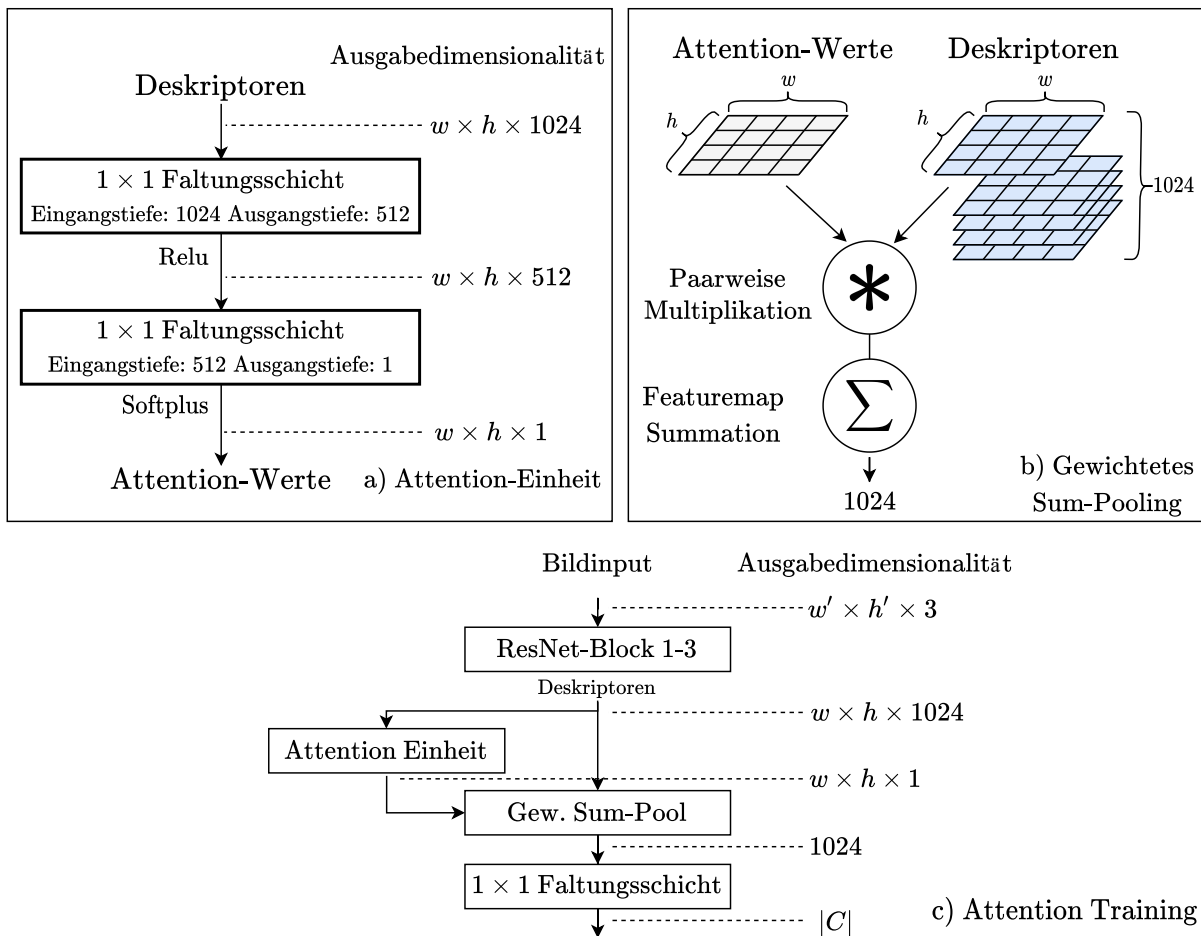 Ausgabedimensionalität
Deskriptoren
w × h × 1024
1 × 1 Faltungsschicht
Eingangstiefe: 1024 Ausgangstiefe: 512
Relu
w × h × 512
1 × 1 Faltungsschicht
Eingangstiefe: 512 Ausgangstiefe: 1
Softplus
w × h × 1
Attention-Werte
a) Attention-Einheit
Attention-Werte
Deskriptoren
w
w
h
h
1024
*
Paarweise
Multiplikation
Σ
Featuremap
Summation
1024
b) Gewichtetes
Sum-Pooling
Bildinput
Ausgabedimensionalität
w′ × h′ × 3
ResNet-Block 1-3
Deskriptoren
w × h × 1024
Attention Einheit
w × h × 1
Gew. Sum-Pool
1024
1 × 1 Faltungsschicht
|C|
c) Attention Training